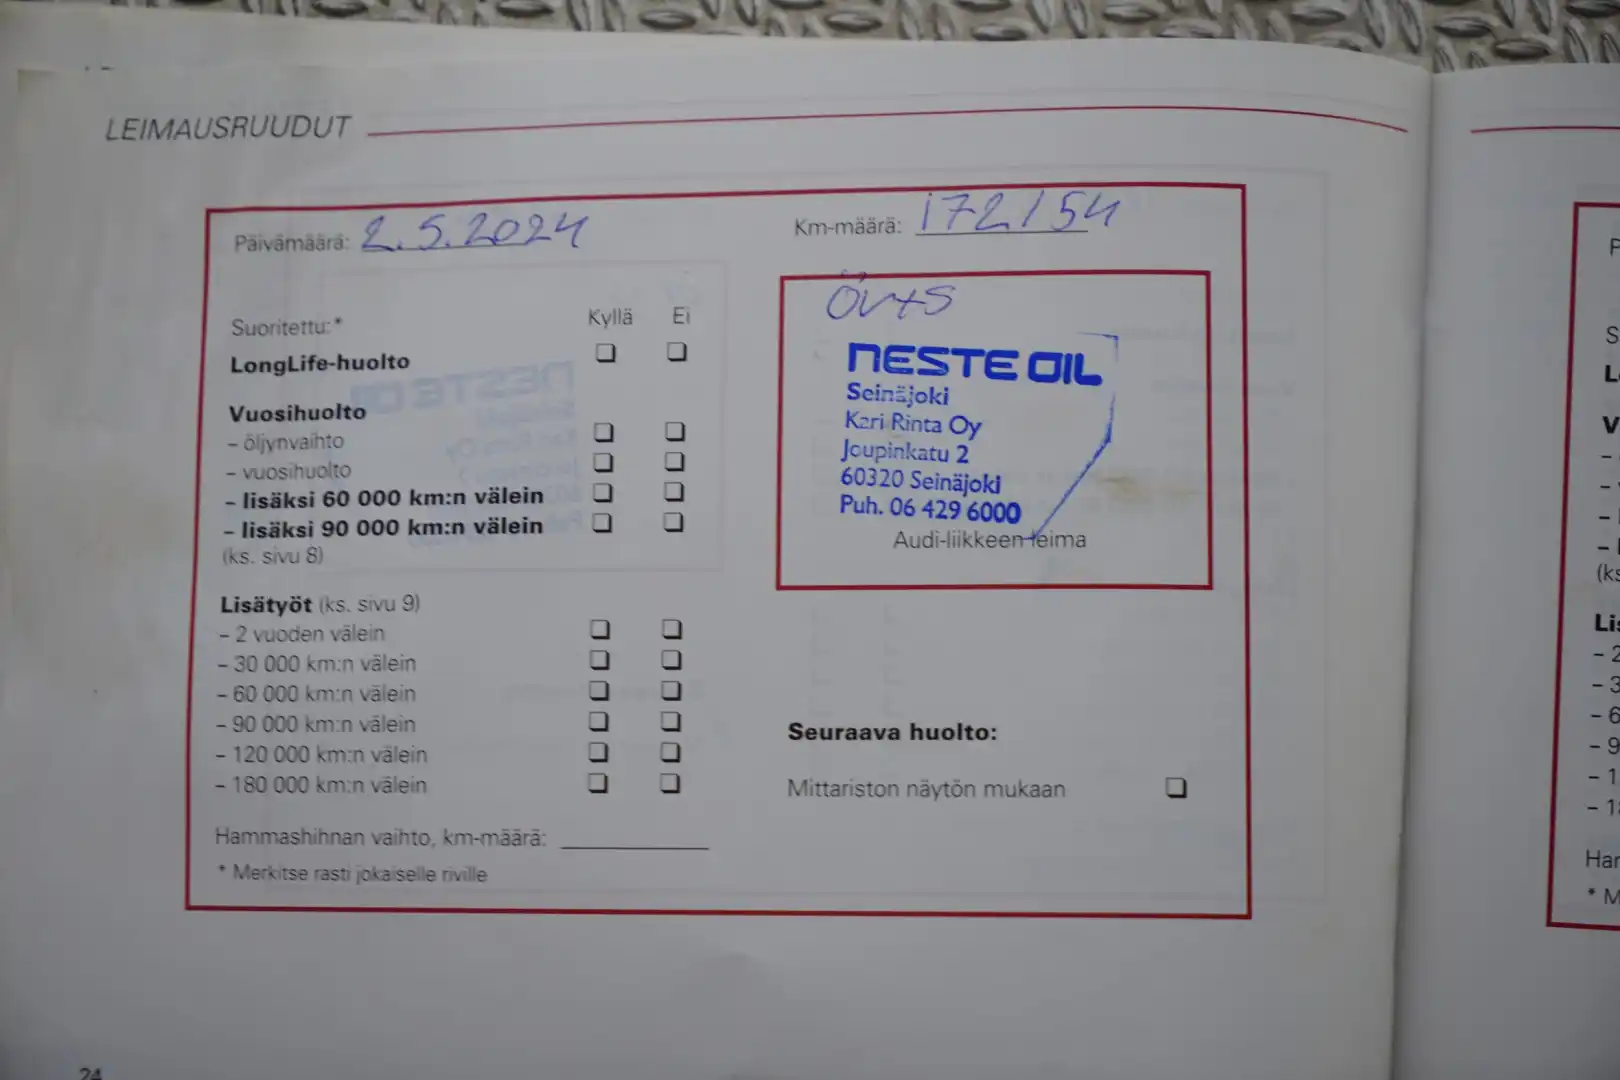 LEIMAUSRUUDUT
Päivämäärä: 2.5.2024
Km-määrä: 172154
Suoritettu:* Kyllä Ei
LongLife-huolto
Vuosihuolto
– öljynvaihto
– vuosihuolto
– lisäksi 60 000 km:n välein
– lisäksi 90 000 km:n välein
(ks. sivu 8)
Lisätyöt (ks. sivu 9)
– 2 vuoden välein
– 30 000 km:n välein
– 60 000 km:n välein
– 90 000 km:n välein
– 120 000 km:n välein
– 180 000 km:n välein
Hammashihnan vaihto, km-määrä:
* Merkitse rasti jokaiselle riville
Öv+S
NESTE OIL
Seinäjoki
Kari Rinta Oy
Joupinkatu 2
60320 Seinäjoki
Puh. 06 429 6000
Audi-liikkeen leima
Seuraava huolto:
Mittariston näytön mukaan
24